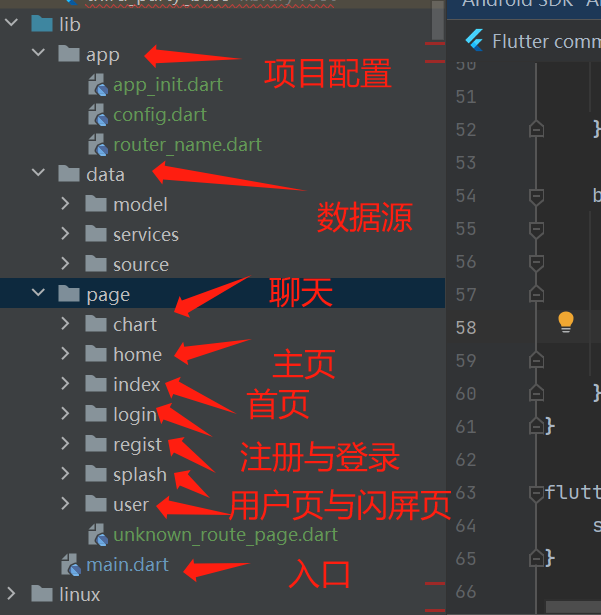 Android SDK
Flutter comm
lib
app
项目配置
app_init.dart
config.dart
router_name.dart
data
数据源
model
services
source
page
聊天
chart
home
主页
index
首页
login
regist
注册与登录
splash
user
用户页与闪屏页
unknown_route_page.dart
main.dart
入口
linux
50
51
52 }
53
54 b
55
56
57
58
59
60 }
61 }
62
63 flutt
64 s
65 }
66